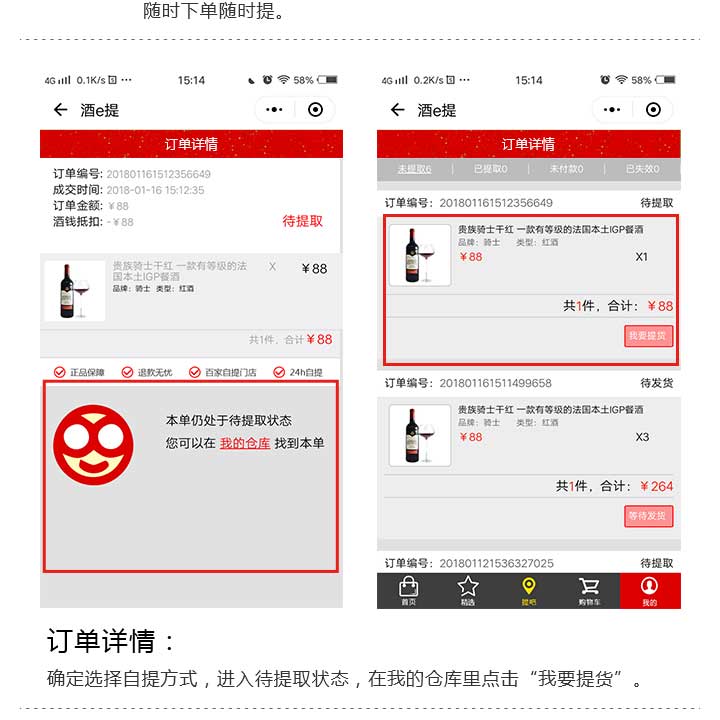 随时下单随时提。
4G 0.1K/s 15:14 58%
酒e提
订单详情
订单编号: 201801161512356649
成交时间: 2018-01-16 15:12:35
订单金额: ￥88
酒钱抵扣: -￥88
待提取
贵族骑士干红 一款有等级的法
国本土IGP餐酒
X
￥88
品牌：骑士 类型：红酒
共1件，合计￥88
正品保障 退款无忧 百家自提门店 24h自提
本单仍处于待提取状态
您可以在 我的仓库 找到本单
4G 0.2K/s 15:14 58%
酒e提
订单详情
未提取6 | 已提取0 | 未付款0 | 已失效0
订单编号：201801161512356649 待提取
贵族骑士干红 一款有等级的法国本土IGP餐酒
品牌：骑士 类型：红酒
￥88 X1
共1件，合计：￥88
我要提货
订单编号：201801161511499658 待发货
贵族骑士干红 一款有等级的法国本土IGP餐酒
品牌：骑士 类型：红酒
￥88 X3
共1件，合计：￥264
等待发货
订单编号：201801121536327025 待提取
首页 精选 提吧 购物车 我的
订单详情：
确定选择自提方式，进入待提取状态，在我的仓库里点击“我要提货”。